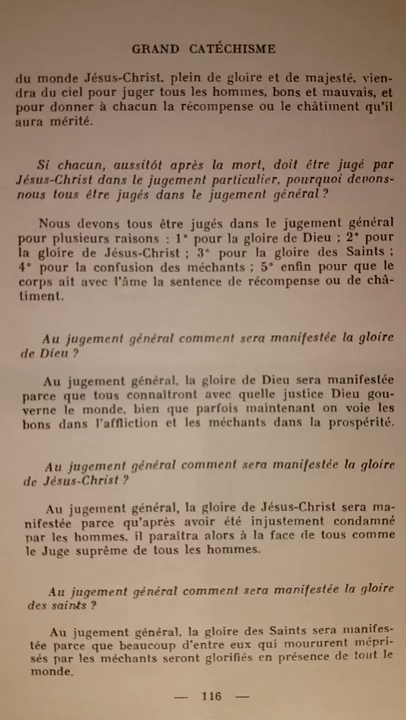 GRAND CATÉCHISME
du monde Jésus-Christ, plein de gloire et de majesté, vien-
dra du ciel pour juger tous les hommes, bons et mauvais, et
pour donner à chacun la récompense ou le châtiment qu'il
aura mérité.
Si chacun, aussitôt après la mort, doit être jugé par
Jésus-Christ dans le jugement particulier, pourquoi devons-
nous tous être jugés dans le jugement général ?
Nous devons tous être jugés dans le jugement général
pour plusieurs raisons : 1° pour la gloire de Dieu ; 2° pour
la gloire de Jésus-Christ ; 3° pour la gloire des Saints ;
4° pour la confusion des méchants ; 5° enfin pour que le
corps ait avec l'âme la sentence de récompense ou de châ-
timent.
Au jugement général comment sera manifestée la gloire
de Dieu ?
Au jugement général, la gloire de Dieu sera manifestée
parce que tous connaîtront avec quelle justice Dieu gou-
verne le monde, bien que parfois maintenant on voie les
bons dans l'affliction et les méchants dans la prospérité.
Au jugement général comment sera manifestée la gloire
de Jésus-Christ ?
Au jugement général, la gloire de Jésus-Christ sera ma-
nifestée parce qu'après avoir été injustement condamné
par les hommes, il paraîtra alors à la face de tous comme
le Juge suprême de tous les hommes.
Au jugement général comment sera manifestée la gloire
des saints ?
Au jugement général, la gloire des Saints sera manifes-
tée parce que beaucoup d'entre eux qui moururent mépri-
sés par les méchants seront glorifiés en présence de tout le
monde.
— 116 —